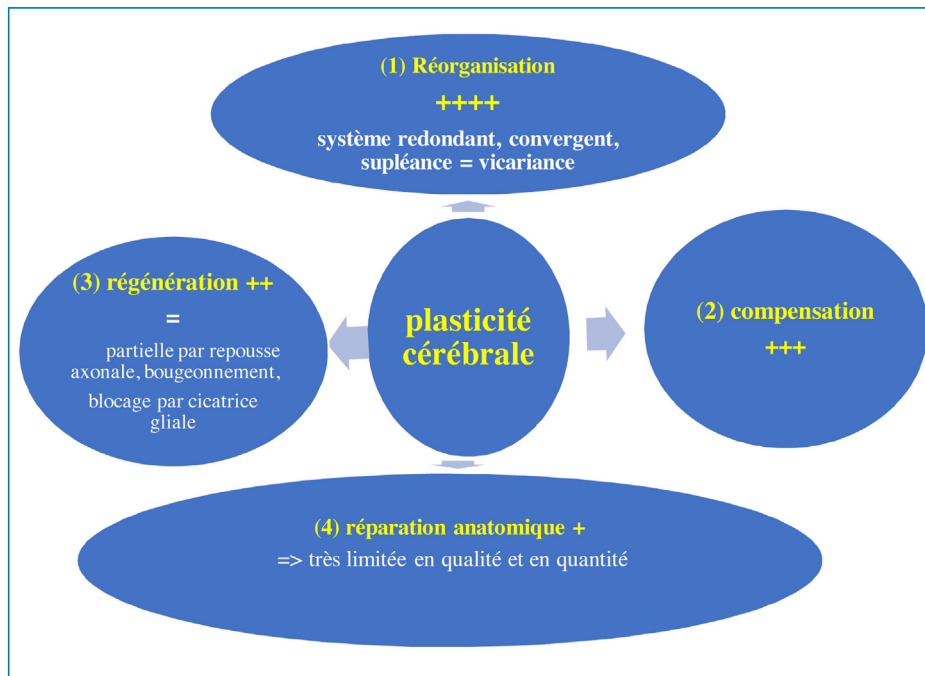 (1) Réorganisation
++++
système redondant, convergent,
supléance = vicariance
(3) régénération ++
=
partielle par repousse
axonale, bougeonnement,
blocage par cicatrice
gliale
plasticité
cérébrale
(2) compensation
+++
(4) réparation anatomique +
=> très limitée en qualité et en quantité